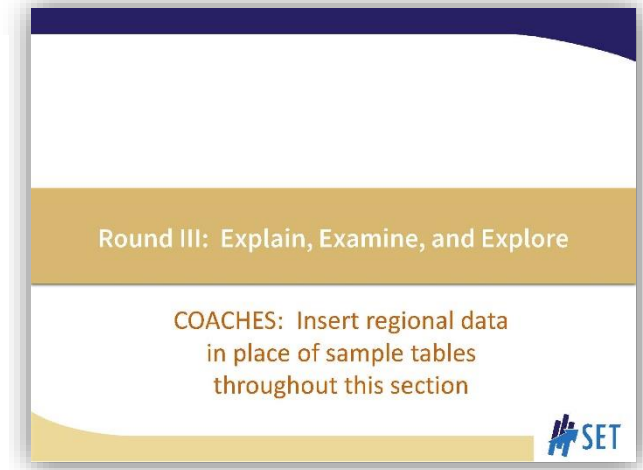 Round III: Explain, Examine, and Explore
COACHES: Insert regional data
in place of sample tables
throughout this section
SET